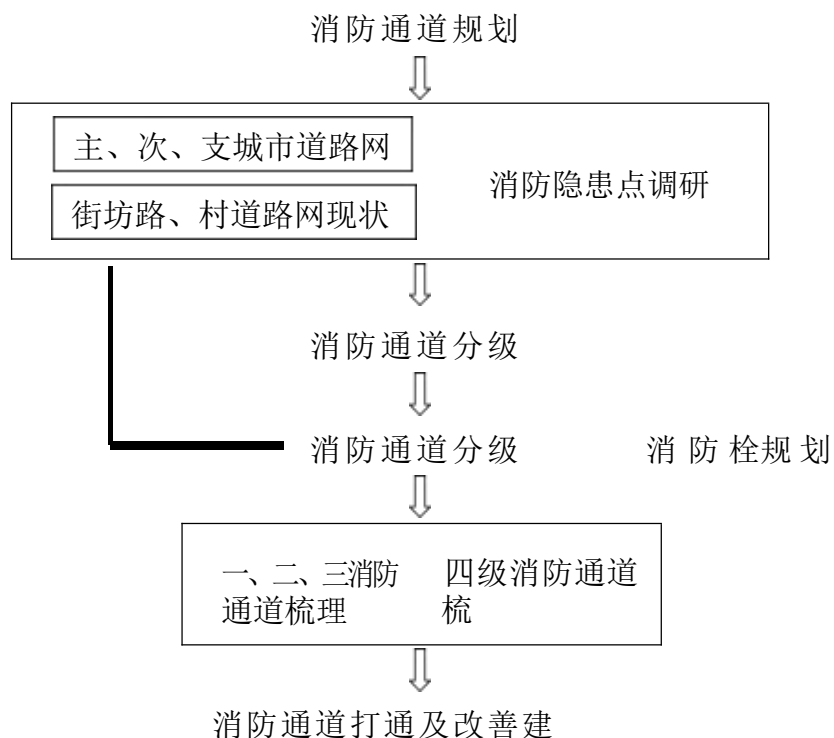 消防通道规划
主、次、支城市道路网
消防隐患点调研
街坊路、村道路网现状
消防通道分级
消防通道分级
消防栓规划
一、二、三消防
通道梳理
四级消防通道
梳
消防通道打通及改善建